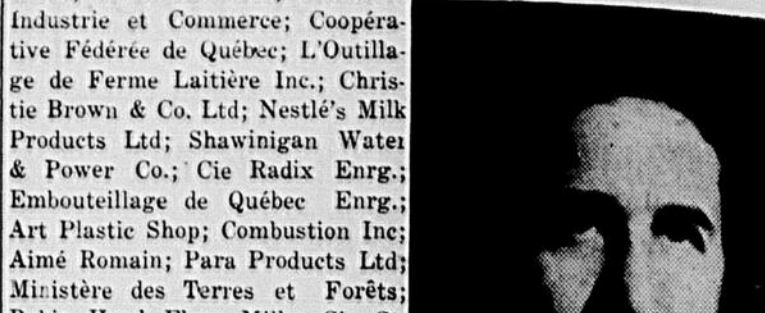 Industrie et Commerce; Coopéra-
tive Fédérée de Québec; L'Outilla-
ge de Ferme Laitière Inc.; Chris-
tie Brown & Co. Ltd; Nestlé's Milk
Products Ltd; Shawinigan Water
& Power Co.; Cie Radix Enrg.;
Embouteillage de Québec Enrg.;
Art Plastic Shop; Combustion Inc;
Aimé Romain; Para Products Ltd;
Ministère des Terres et Forêts;